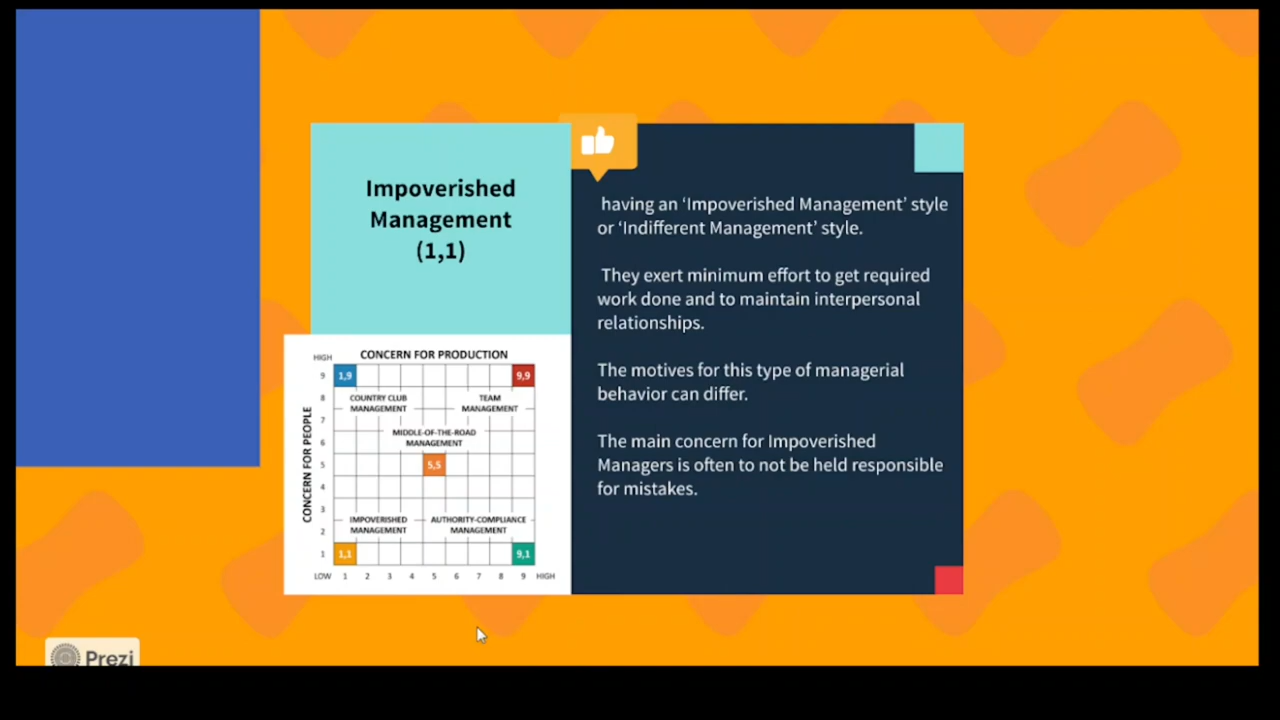 Impoverished
Management
(1,1)
having an ‘Impoverished Management’ style
or ‘Indifferent Management’ style.
They exert minimum effort to get required
work done and to maintain interpersonal
relationships.
The motives for this type of managerial
behavior can differ.
The main concern for Impoverished
Managers is often to not be held responsible
for mistakes.
CONCERN FOR PRODUCTION
HIGH
CONCERN FOR PEOPLE
9
8
7
6
5
4
3
2
1
1,9
9,9
COUNTRY CLUB
MANAGEMENT
TEAM
MANAGEMENT
MIDDLE-OF-THE-ROAD
MANAGEMENT
5,5
IMPOVERISHED
MANAGEMENT
AUTHORITY-COMPLIANCE
MANAGEMENT
1,1
9,1
LOW 1 2 3 4 5 6 7 8 9 HIGH
Prezi